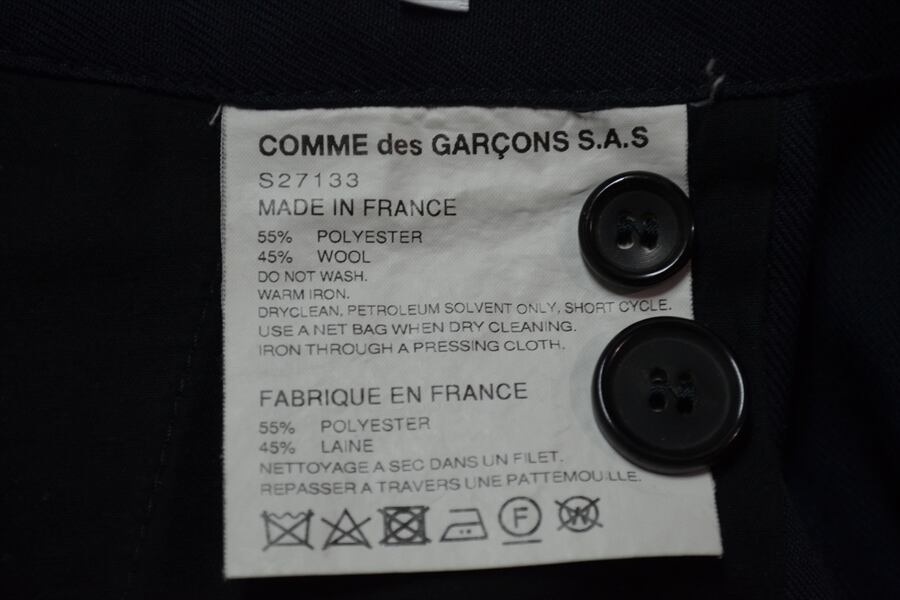 COMME des GARÇONS S.A.S
S27133
MADE IN FRANCE
55% POLYESTER
45% WOOL
DO NOT WASH.
WARM IRON.
DRYCLEAN, PETROLEUM SOLVENT ONLY, SHORT CYCLE.
USE A NET BAG WHEN DRY CLEANING.
IRON THROUGH A PRESSING CLOTH.
FABRIQUE EN FRANCE
55% POLYESTER
45% LAINE
NETTOYAGE A SEC DANS UN FILET.
REPASSER A TRAVERS UNE PATTEMOUILLE.
F W